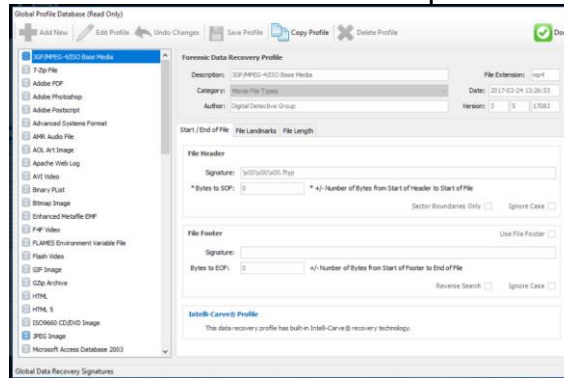 Global Profile Database (Read Only)
Add New Edit Profile Undo Changes Save Profile Copy Profile Delete Profile Do
3GP/MPEG-4/ISO Base Media
7-Zip File
Adobe PDF
Adobe Photoshop
Adobe Postscript
Advanced Systems Format
AMR Audio File
AOL Art Image
Apache Web Log
AVI Video
Binary PList
Bitmap Image
Enhanced Metafile EMF
F4F Video
FLAMES Environment Variable File
Flash Video
GIF Image
GZip Archive
HTML
HTML 5
ISO9660 CD/DVD Image
JPEG Image
Microsoft Access Database 2003
Forensic Data Recovery Profile
Description: 3GP/MPEG-4/ISO Base Media File Extension: mp4
Category: Movie File Types Date: 2017-03-24 13:26:53
Author: Digital Detective Group Version: 3 5 17083
Start / End of File File Landmarks File Length
File Header
Signature: \x00\x00\x00.ftyp
* Bytes to SOF: 0 * +/- Number of Bytes from Start of Header to Start of File
Sector Boundaries Only Ignore Case
File Footer Use File Footer
Signature:
Bytes to EOF: 0 +/- Number of Bytes from Start of Footer to End of File
Reverse Search Ignore Case
Intelli-Carve® Profile
This data recovery profile has built-in Intelli-Carve® recovery technology.
Global Data Recovery Signatures